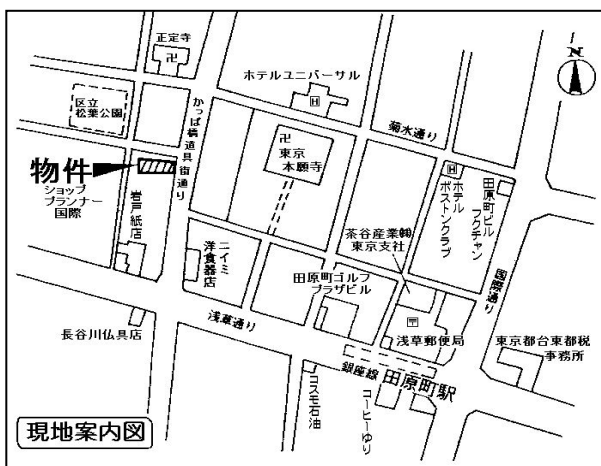 正定寺
卍
ホテルユニバーサル
H
N
区立
松葉公園
かっぱ橋道具街通り
菊水通り
卍
東京
本願寺
物件
ショップ
プランナー
国際
岩戸紙店
H
ホテル
ボストンクラブ
田原町ビル
フクチャン
国際通り
茶谷産業㈱
東京支社
ニイミ
洋食器店
田原町ゴルフ
プラザビル
浅草通り
〒
浅草郵便局
東京都台東都税
事務所
長谷川仏具店
銀座線
田原町駅
コスモ石油
コーヒーゆり
現地案内図